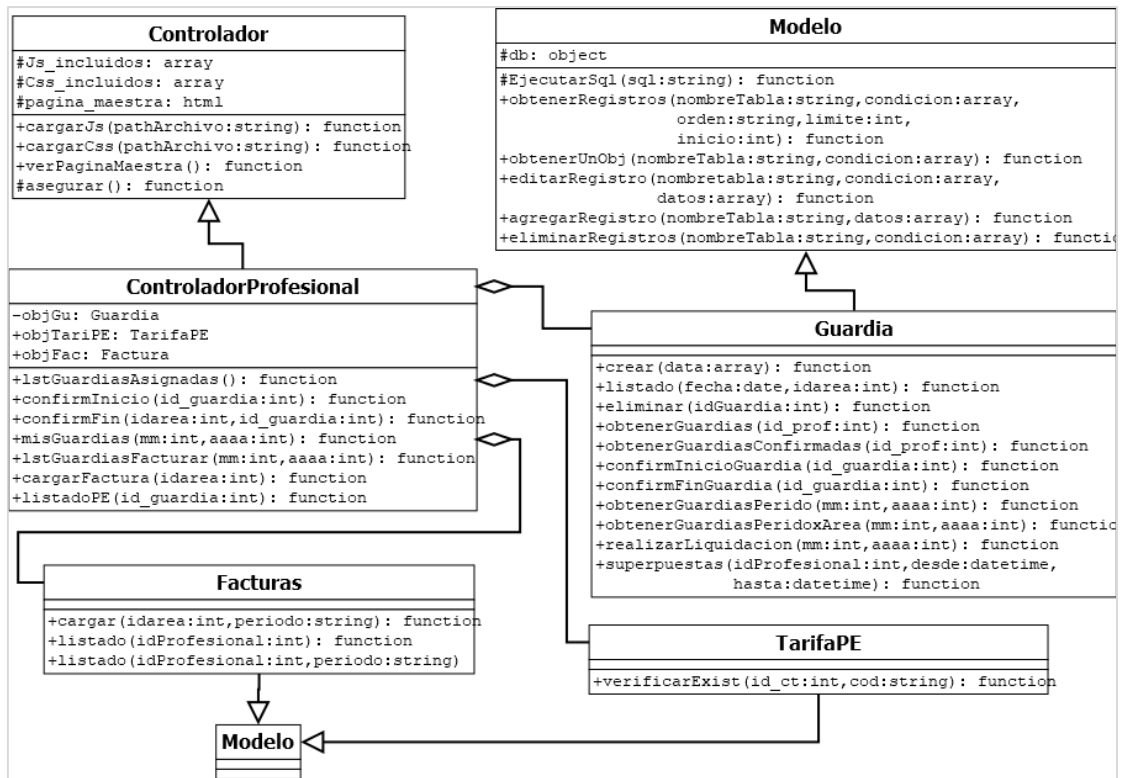 Controlador
#Js_incluidos: array
#Css_incluidos: array
#pagina_maestra: html
+cargarJs(pathArchivo:string): function
+cargarCss(pathArchivo:string): function
+verPaginaMaestra(): function
#asegurar(): function
Modelo
#db: object
#EjecutarSql(sql:string): function
+obtenerRegistros(nombreTabla:string,condicion:array,
orden:string,limite:int,
inicio:int): function
+obtenerUnObj(nombreTabla:string,condicion:array): function
+editarRegistro(nombretabla:string,condicion:array,
datos:array): function
+agregarRegistro(nombreTabla:string,datos:array): function
+eliminarRegistros(nombreTabla:string,condicion:array): functio
ControladorProfesional
-objGu: Guardia
+objTariPE: TarifaPE
+objFac: Factura
+lstGuardiasAsignadas(): function
+confirmInicio(id_guardia:int): function
+confirmFin(idarea:int,id_guardia:int): function
+misGuardias(mm:int,aaaa:int): function
+lstGuardiasFacturar(mm:int,aaaa:int): function
+cargarFactura(idarea:int): function
+listadoPE(id_guardia:int): function
Guardia
+crear(data:array): function
+listado(fecha:date,idarea:int): function
+eliminar(idGuardia:int): function
+obtenerGuardias(id_prof:int): function
+obtenerGuardiasConfirmadas(id_prof:int): function
+confirmInicioGuardia(id_guardia:int): function
+confirmFinGuardia(id_guardia:int): function
+obtenerGuardiasPerido(mm:int,aaaa:int): function
+obtenerGuardiasPeridoxArea(mm:int,aaaa:int): functio
+realizarLiquidacion(mm:int,aaaa:int): function
+superpuestas(idProfesional:int,desde:datetime,
hasta:datetime): function
Facturas
+cargar(idarea:int,periodo:string): function
+listado(idProfesional:int): function
+listado(idProfesional:int,periodo:string)
TarifaPE
+verificarExist(id_ct:int,cod:string): function
Modelo